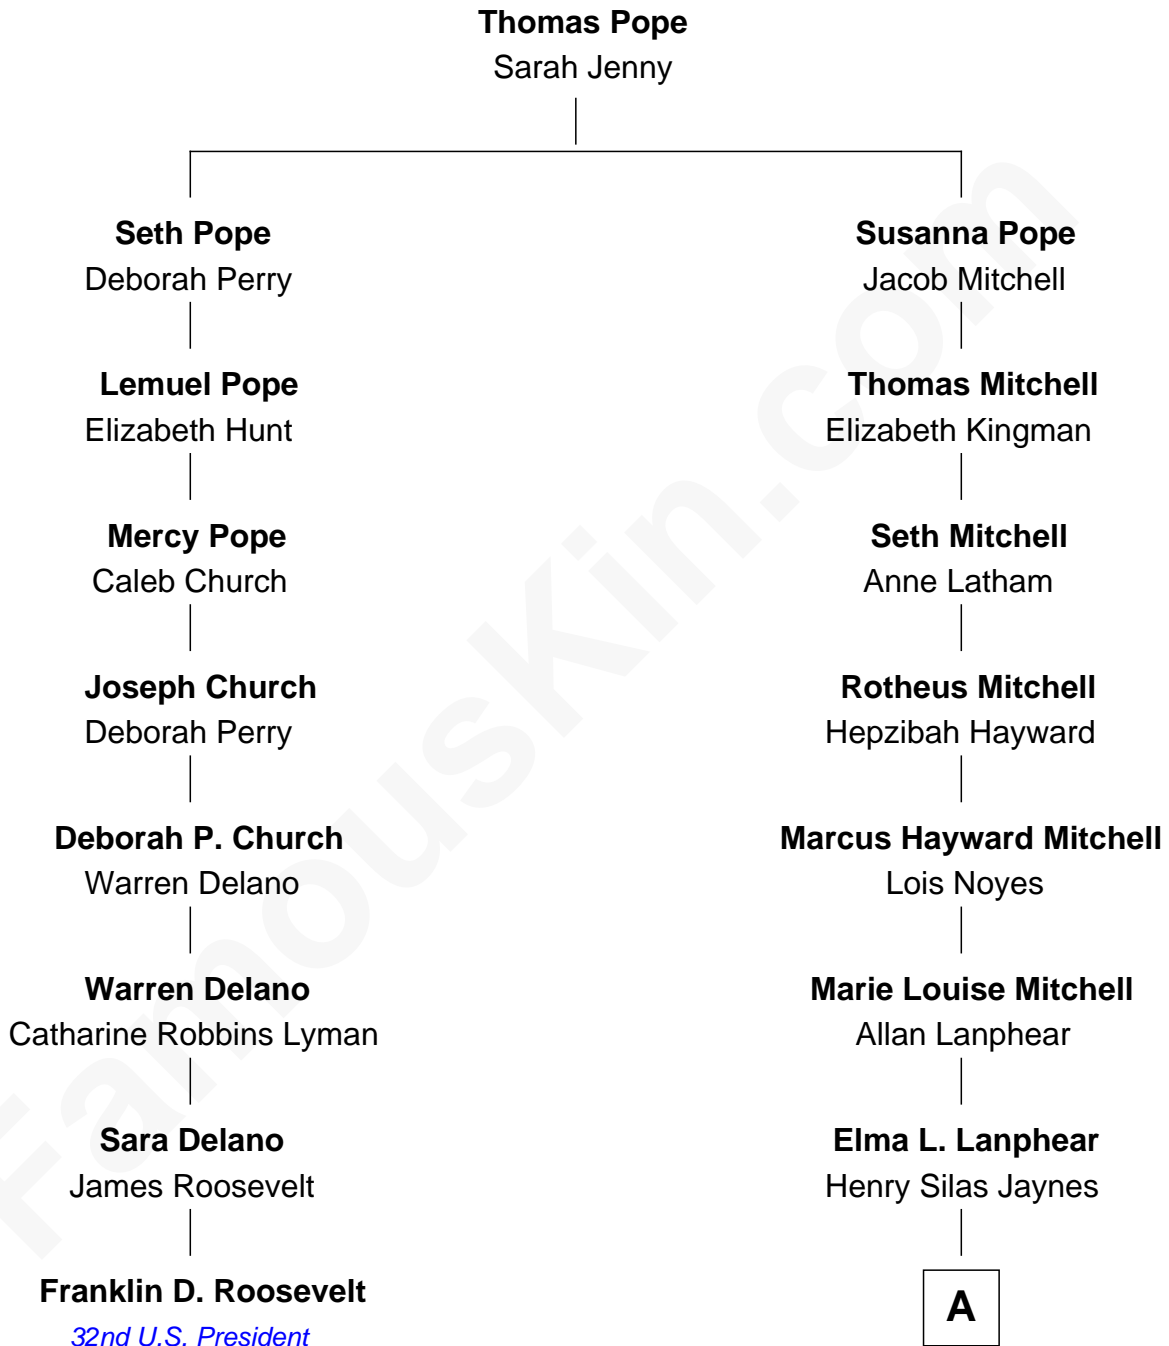 Thomas Pope
Sarah Jenny
Seth Pope
Deborah Perry
Lemuel Pope
Elizabeth Hunt
Mercy Pope
Caleb Church
Joseph Church
Deborah Perry
Deborah P. Church
Warren Delano
Warren Delano
Catharine Robbins Lyman
Sara Delano
James Roosevelt
Franklin D. Roosevelt
32nd U.S. President
Susanna Pope
Jacob Mitchell
Thomas Mitchell
Elizabeth Kingman
Seth Mitchell
Anne Latham
Rotheus Mitchell
Hepzibah Hayward
Marcus Hayward Mitchell
Lois Noyes
Marie Louise Mitchell
Allan Lanphear
Elma L. Lanphear
Henry Silas Jaynes
A
FamousKin.com